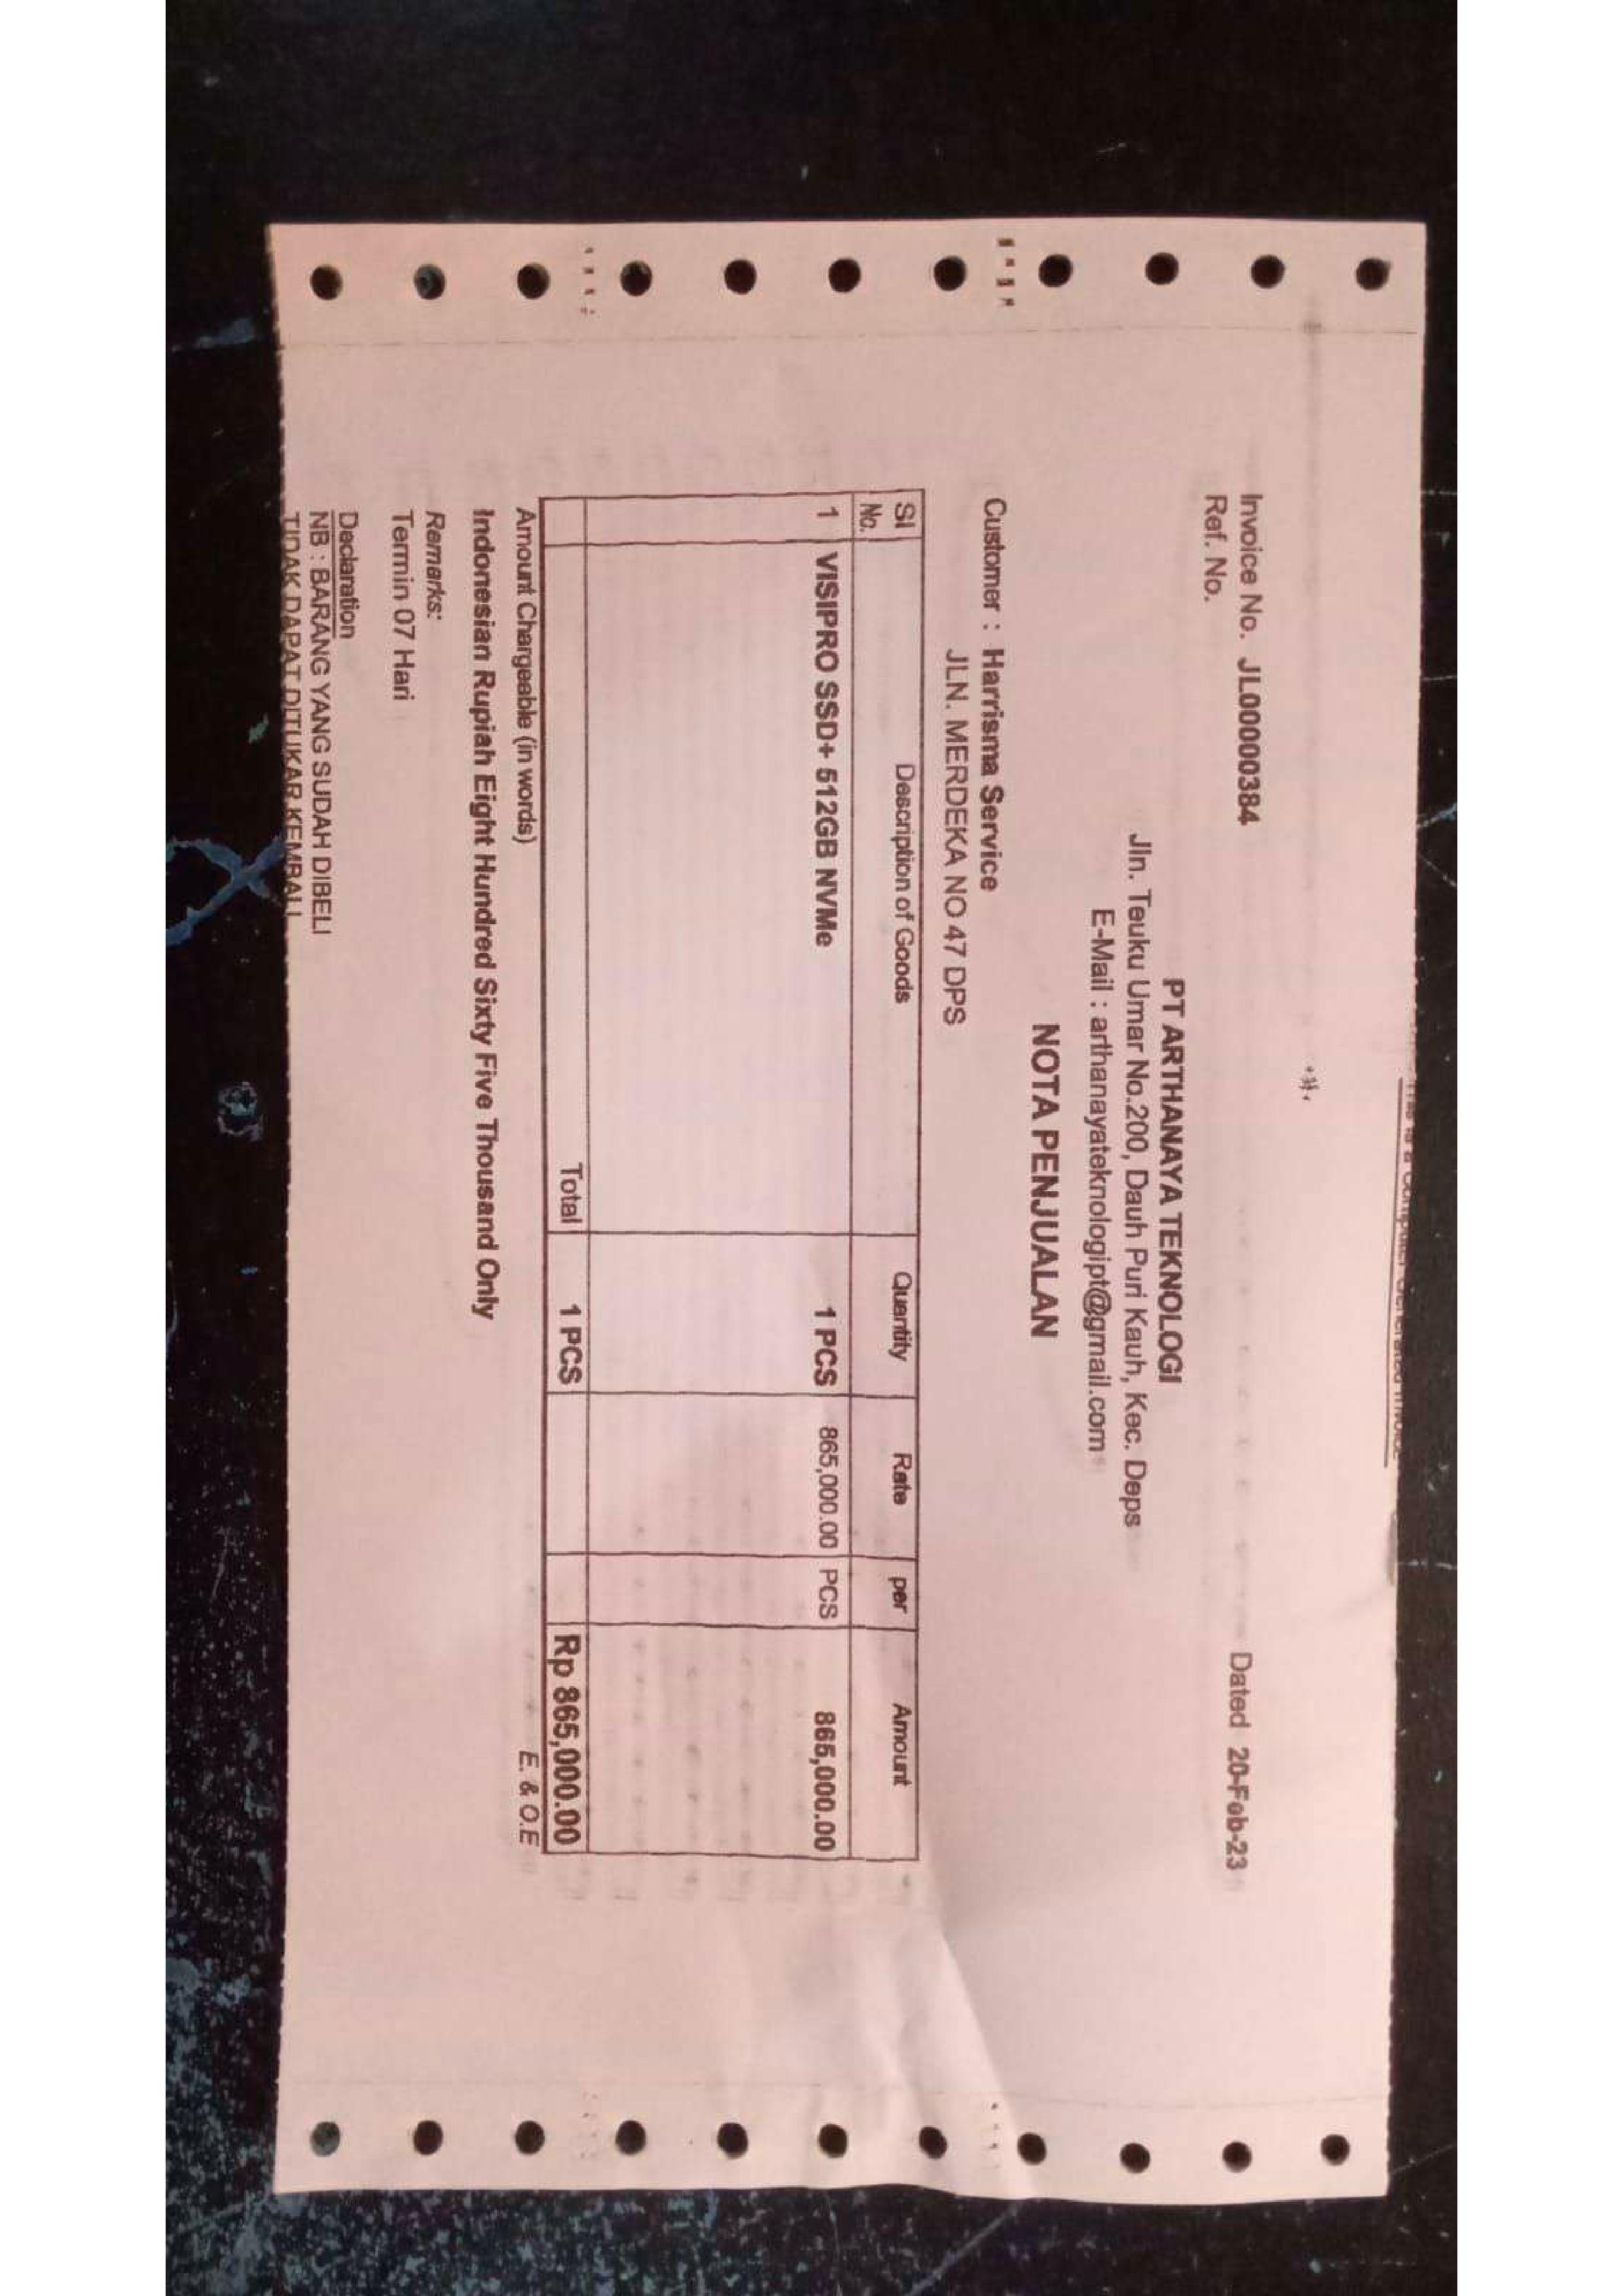 This is a Computer Generated Invoice
Invoice No. JL00000384
Dated 20-Feb-23
Ref. No.
PT ARTHANAYA TEKNOLOGI
Jln. Teuku Umar No.200, Dauh Puri Kauh, Kec. Deps
E-Mail : arthanayateknologipt@gmail.com
NOTA PENJUALAN
Customer : Harrisma Service
JLN. MERDEKA NO 47 DPS
Sl No. Description of Goods Quantity Rate per Amount
1 VISIPRO SSD+ 512GB NVMe 1 PCS 865,000.00 PCS 865,000.00
Total 1 PCS Rp 865,000.00
Amount Chargeable (in words) E. & O.E
Indonesian Rupiah Eight Hundred Sixty Five Thousand Only
Remarks:
Termin 07 Hari
Declaration
NB : BARANG YANG SUDAH DIBELI
TIDAK DAPAT DITUKAR KEMBALI